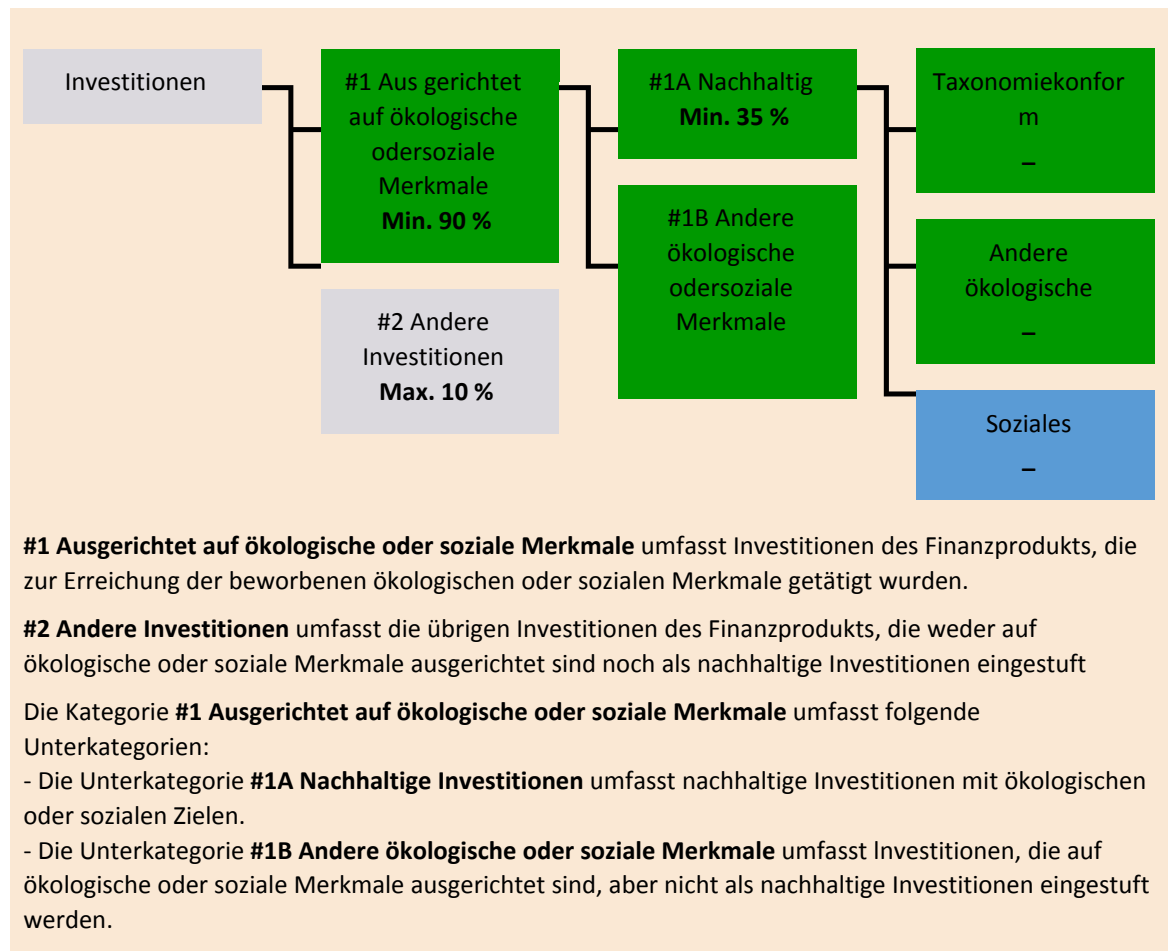 Investitionen
#1 Aus gerichtet
auf ökologische
odersoziale
Merkmale
Min. 90 %
#2 Andere
Investitionen
Max. 10 %
#1A Nachhaltig
Min. 35 %
#1B Andere
ökologische
odersoziale
Merkmale
Taxonomiekonfor
m
–
Andere
ökologische
–
Soziales
–
#1 Ausgerichtet auf ökologische oder soziale Merkmale umfasst Investitionen des Finanzprodukts, die
zur Erreichung der beworbenen ökologischen oder sozialen Merkmale getätigt wurden.
#2 Andere Investitionen umfasst die übrigen Investitionen des Finanzprodukts, die weder auf
ökologische oder soziale Merkmale ausgerichtet sind noch als nachhaltige Investitionen eingestuft
Die Kategorie #1 Ausgerichtet auf ökologische oder soziale Merkmale umfasst folgende
Unterkategorien:
- Die Unterkategorie #1A Nachhaltige Investitionen umfasst nachhaltige Investitionen mit ökologischen
oder sozialen Zielen.
- Die Unterkategorie #1B Andere ökologische oder soziale Merkmale umfasst lnvestitionen, die auf
ökologische oder soziale Merkmale ausgerichtet sind, aber nicht als nachhaltige Investitionen eingestuft
werden.